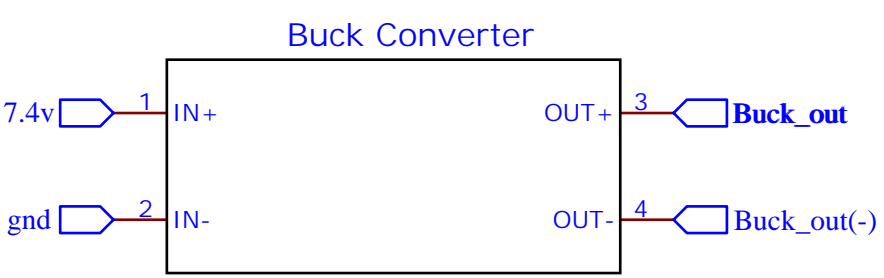 Buck Converter
7.4v 1 IN+ OUT+ 3 Buck_out
gnd 2 IN- OUT- 4 Buck_out(-)